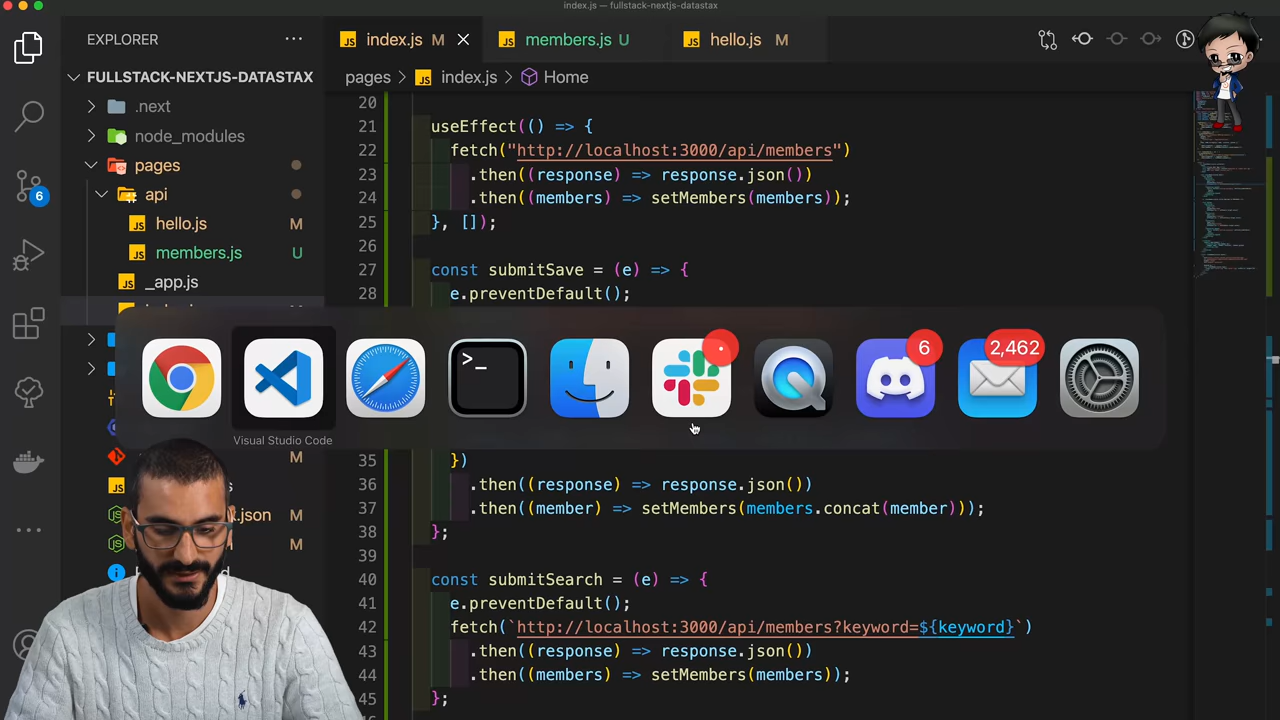 index.js — fullstack-nextjs-datastax
EXPLORER
index.js M
members.js U
hello.js M
FULLSTACK-NEXTJS-DATASTAX
pages > index.js > Home
.next
node_modules
pages
api
hello.js M
members.js U
_app.js
20
21 useEffect(() => {
22 fetch("http://localhost:3000/api/members")
23 .then((response) => response.json())
24 .then((members) => setMembers(members));
25 }, []);
26
27 const submitSave = (e) => {
28 e.preventDefault();
6
2,462
>_
Visual Studio Code
6
35 })
36 .then((response) => response.json())
37 .then((member) => setMembers(members.concat(member)));
38 };
39
40 const submitSearch = (e) => {
41 e.preventDefault();
42 fetch(`http://localhost:3000/api/members?keyword=${keyword}`)
43 .then((response) => response.json())
44 .then((members) => setMembers(members));
45 };
M
.json M
M